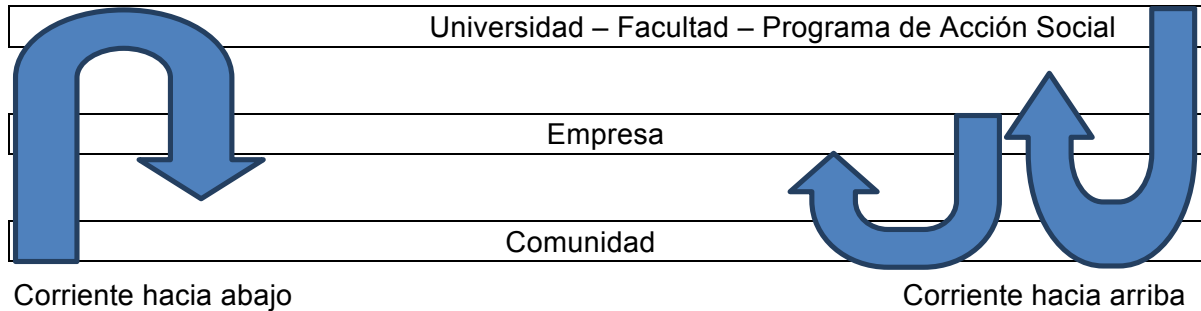 Universidad – Facultad – Programa de Acción Social
Empresa
Comunidad
Corriente hacia abajo
Corriente hacia arriba